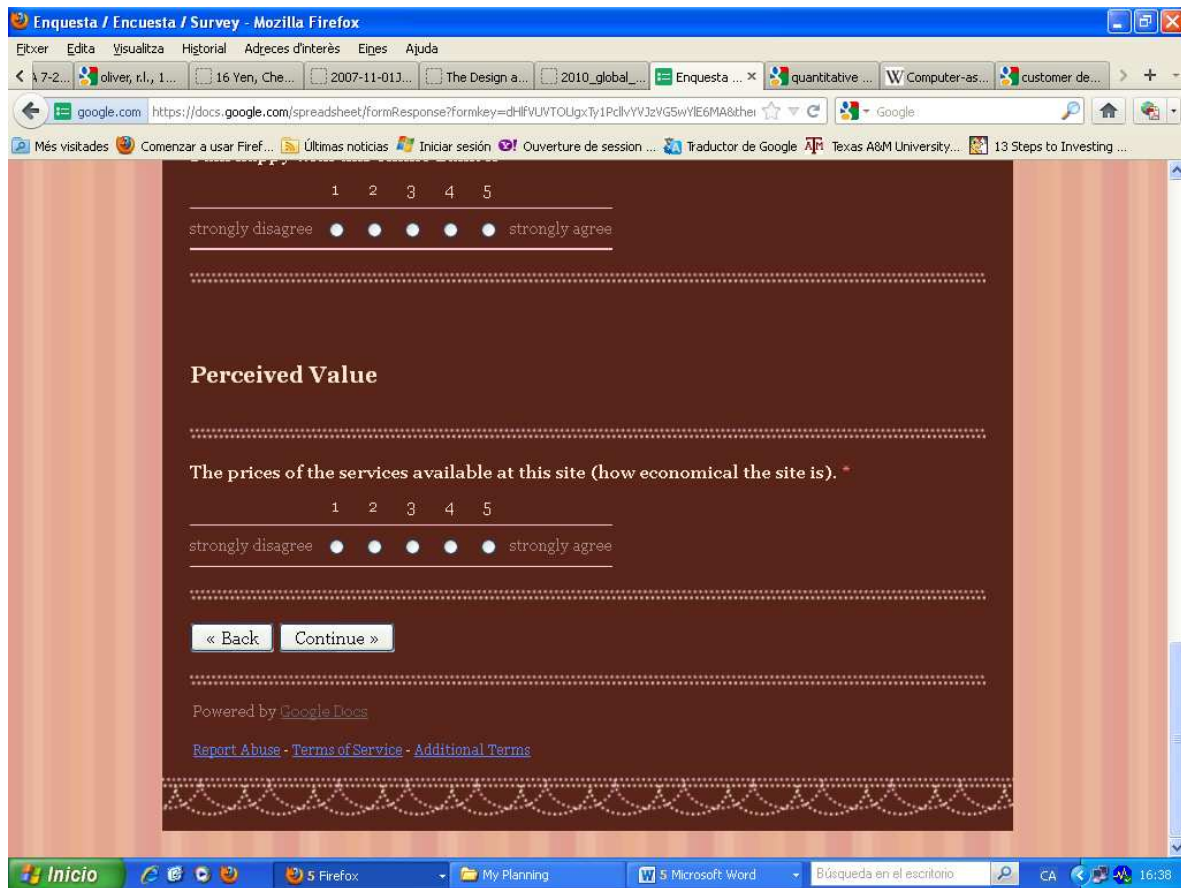 Enquesta / Encuesta / Survey - Mozilla Firefox
Fitxer Edita Visualitza Historial Adreces d'interès Eines Ajuda
7-2... oliver, r.l., 1... 16 Yen, Che... 2007-11-01J... The Design a... 2010_global_... Enquesta ... × quantitative ... W Computer-as... customer de...
google.com https://docs.google.com/spreadsheet/formResponse? Google
Més visitades Comenzar a usar Firef... Últimas noticias Iniciar sesión Ouverture de session ... Traductor de Google Texas A&M University... 13 Steps to Investing ...
1 2 3 4 5
strongly disagree strongly agree
Perceived Value
The prices of the services available at this site (how economical the site is). *
1 2 3 4 5
strongly disagree strongly agree
« Back Continue »
Powered by Google Docs
Report Abuse - Terms of Service - Additional Terms
Inicio 5 Firefox My Planning 5 Microsoft Word Búsqueda en el escritorio CA 16:38